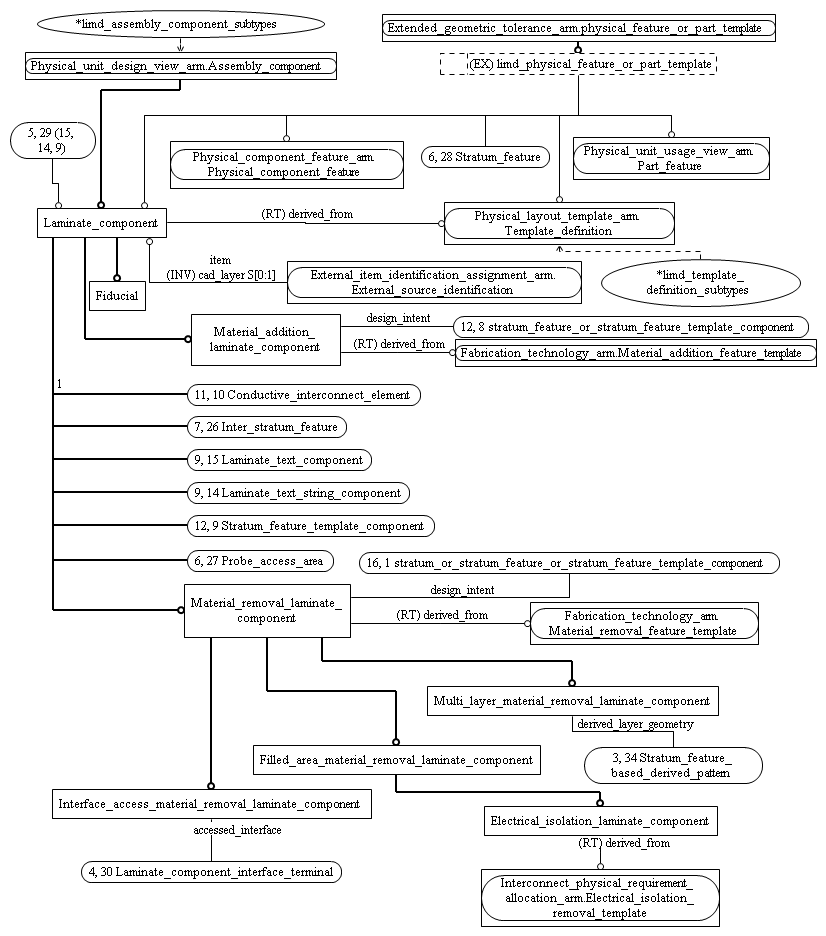 *limd_assembly_component_subtypes
Extended_geometric_tolerance_arm.physical_feature_or_part_template
Physical_unit_design_view_arm.Assembly_component
(EX) limd_physical_feature_or_part_template
5, 29 (15,
14, 9)
Physical_component_feature_arm.
Physical_component_feature
6, 28 Stratum_feature
Physical_unit_usage_view_arm.
Part_feature
Laminate_component
(RT) derived_from
Physical_layout_template_arm.
Template_definition
item
(INV) cad_layer S[0:1]
External_item_identification_assignment_arm.
External_source_identification
*limd_template_
definition_subtypes
Fiducial
Material_addition_
laminate_component
design_intent
12, 8 stratum_feature_or_stratum_feature_template_component
(RT) derived_from
Fabrication_technology_arm.Material_addition_feature_template
1
11, 10 Conductive_interconnect_element
7, 26 Inter_stratum_feature
9, 15 Laminate_text_component
9, 14 Laminate_text_string_component
12, 9 Stratum_feature_template_component
6, 27 Probe_access_area
16, 1 stratum_or_stratum_feature_or_stratum_feature_template_component
Material_removal_laminate_
component
design_intent
(RT) derived_from
Fabrication_technology_arm.
Material_removal_feature_template
Multi_layer_material_removal_laminate_component
derived_layer_geometry
3, 34 Stratum_feature_
based_derived_pattern
Filled_area_material_removal_laminate_component
Interface_access_material_removal_laminate_component
accessed_interface
4, 30 Laminate_component_interface_terminal
Electrical_isolation_laminate_component
(RT) derived_from
Interconnect_physical_requirement_
allocation_arm.Electrical_isolation_
removal_template